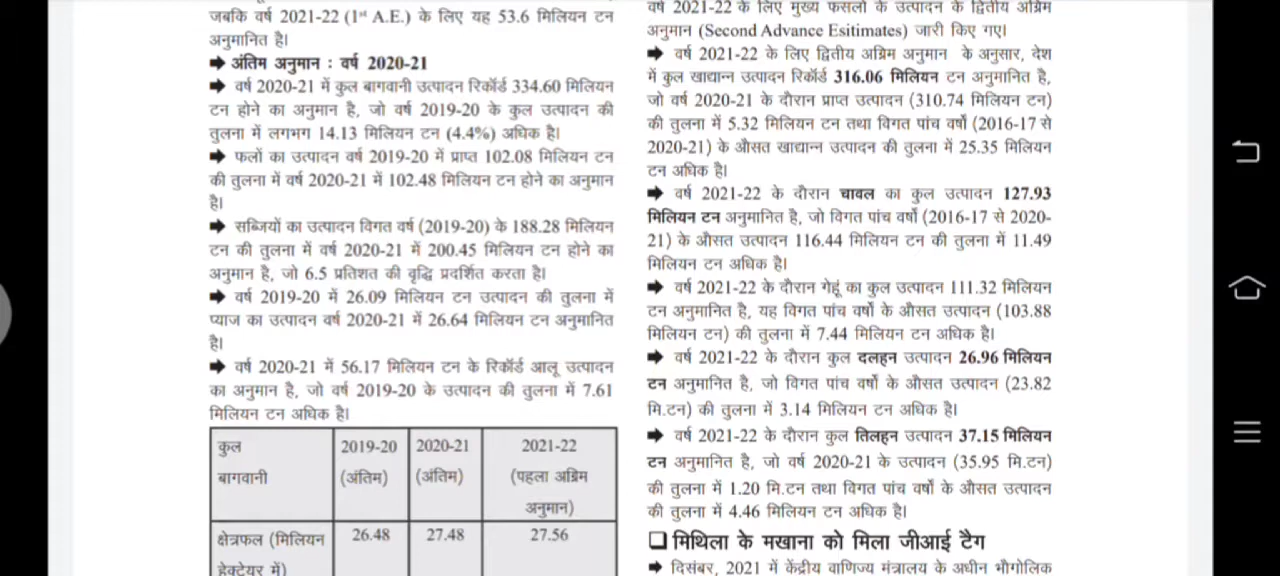 जबकि वर्ष 2021-22 (1st A.E.) के लिए यह 53.6 मिलियन टन
अनुमानित है।
➡ अंतिम अनुमान : वर्ष 2020-21
➡ वर्ष 2020-21 में कुल बागवानी उत्पादन रिकॉर्ड 334.60 मिलियन
टन होने का अनुमान है, जो वर्ष 2019-20 के कुल उत्पादन की
तुलना में लगभग 14.13 मिलियन टन (4.4%) अधिक है।
➡ फलों का उत्पादन वर्ष 2019-20 में प्राप्त 102.08 मिलियन टन
की तुलना में वर्ष 2020-21 में 102.48 मिलियन टन होने का अनुमान
है।
➡ सब्जियों का उत्पादन विगत वर्ष (2019-20) के 188.28 मिलियन
टन की तुलना में वर्ष 2020-21 में 200.45 मिलियन टन होने का
अनुमान है, जो 6.5 प्रतिशत की वृद्धि प्रदर्शित करता है।
➡ वर्ष 2019-20 में 26.09 मिलियन टन उत्पादन की तुलना में
प्याज का उत्पादन वर्ष 2020-21 में 26.64 मिलियन टन अनुमानित
है।
➡ वर्ष 2020-21 में 56.17 मिलियन टन के रिकॉर्ड आलू उत्पादन
का अनुमान है, जो वर्ष 2019-20 के उत्पादन की तुलना में 7.61
मिलियन टन अधिक है।
कुल 2019-20 2020-21 2021-22
बागवानी (अंतिम) (अंतिम) (पहला अग्रिम
अनुमान)
क्षेत्रफल (मिलियन 26.48 27.48 27.56
हेक्टेयर में)
वर्ष 2021-22 के लिए मुख्य फसलों के उत्पादन के द्वितीय अग्रिम
अनुमान (Second Advance Esitimates) जारी किए गए।
➡ वर्ष 2021-22 के लिए द्वितीय अग्रिम अनुमान के अनुसार, देश
में कुल खाद्यान्न उत्पादन रिकॉर्ड 316.06 मिलियन टन अनुमानित है,
जो वर्ष 2020-21 के दौरान प्राप्त उत्पादन (310.74 मिलियन टन)
की तुलना में 5.32 मिलियन टन तथा विगत पांच वर्षों (2016-17 से
2020-21) के औसत खाद्यान्न उत्पादन की तुलना में 25.35 मिलियन
टन अधिक है।
➡ वर्ष 2021-22 के दौरान चावल का कुल उत्पादन 127.93
मिलियन टन अनुमानित है, जो विगत पांच वर्षों (2016-17 से 2020-
21) के औसत उत्पादन 116.44 मिलियन टन की तुलना में 11.49
मिलियन टन अधिक है।
➡ वर्ष 2021-22 के दौरान गेहूं का कुल उत्पादन 111.32 मिलियन
टन अनुमानित है, यह विगत पांच वर्षों के औसत उत्पादन (103.88
मिलियन टन) की तुलना में 7.44 मिलियन टन अधिक है।
➡ वर्ष 2021-22 के दौरान कुल दलहन उत्पादन 26.96 मिलियन
टन अनुमानित है, जो विगत पांच वर्षों के औसत उत्पादन (23.82
मि.टन) की तुलना में 3.14 मिलियन टन अधिक है।
➡ वर्ष 2021-22 के दौरान कुल तिलहन उत्पादन 37.15 मिलियन
टन अनुमानित है, जो वर्ष 2020-21 के उत्पादन (35.95 मि.टन)
की तुलना में 1.20 मि.टन तथा विगत पांच वर्षों के औसत उत्पादन
की तुलना में 4.46 मिलियन टन अधिक है।
❑ मिथिला के मखाना को मिला जीआई टैग
➡ दिसंबर, 2021 में केंद्रीय वाणिज्य मंत्रालय के अधीन भौगोलिक